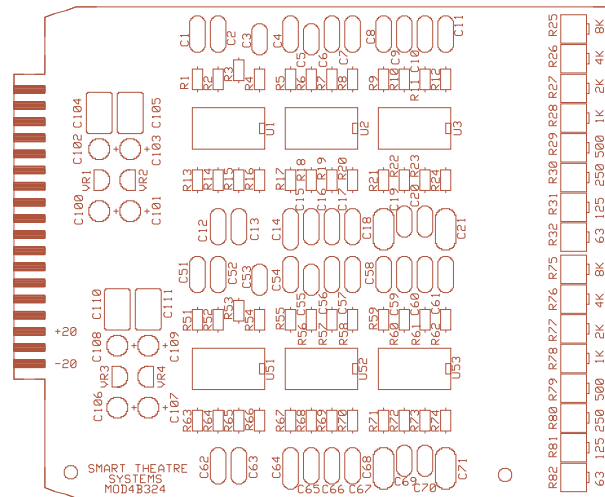 C1 C2 C3 C4 C5 C6 C7 C8 C9 C10 C11
R25 8K
R26 4K
R1 R2 R3 R4 R5 R6 R7 R8 R9 R10 R11 R12
R27 2K
C104 C105
U1 U2 U3
R28 1K
C102 C103
R29 500
VR1 VR2
R13 R14 R15 R16 R17 R18 R19 R20 R21 R22 R23 R24
R30 250
C100 C101
R31 125
C12 C13 C14 C15 C16 C17 C18 C19 C20 C21
R32 63
C51 C52 C53 C54 C55 C56 C57 C58 C59 C60 C61
R75 8K
C110 C111
R76 4K
R51 R52 R53 R54 R55 R56 R57 R58 R59 R60 R61 R62
R77 2K
+20
C108 C109
-20
U51 U52 U53
R78 1K
VR3 VR4
R79 500
C106 C107
R63 R64 R65 R66 R67 R68 R69 R70 R71 R72 R73 R74
R80 250
R81 125
C62 C63 C64 C65 C66 C67 C68 C69 C70 C71
R82 63
SMART THEATRE
SYSTEMS
MOD4B324